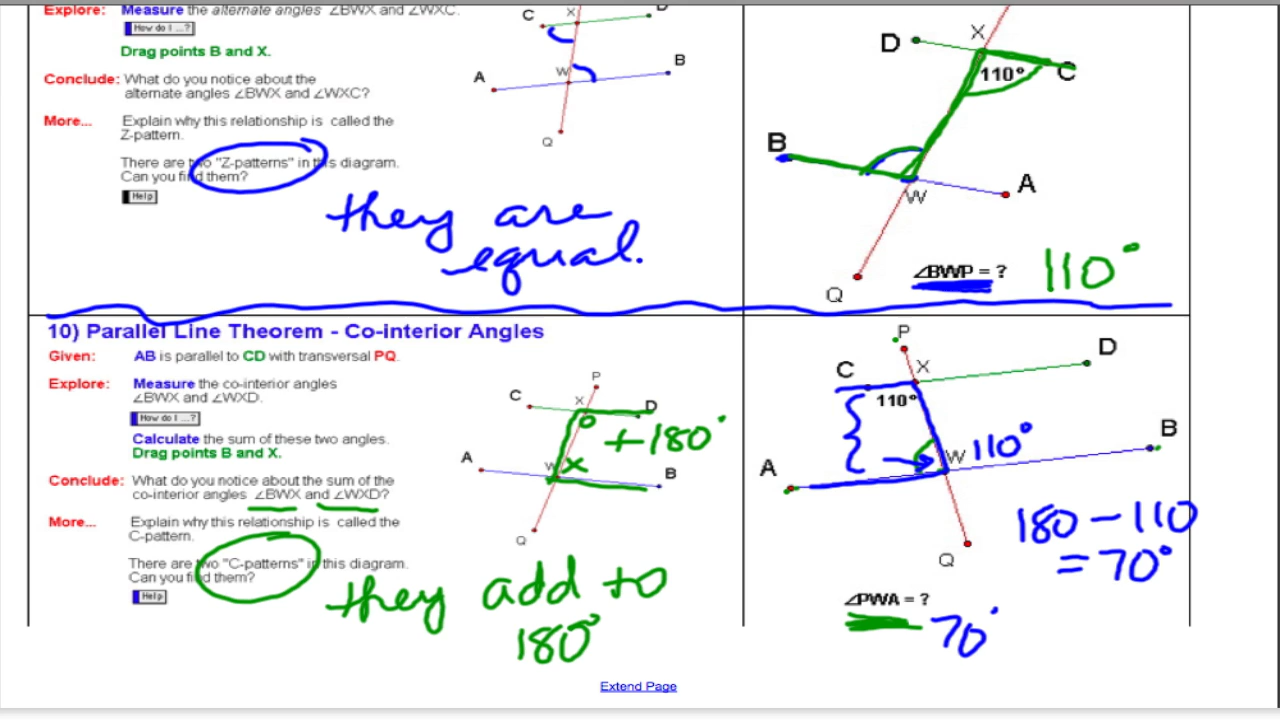 Explore: Measure the alternate angles ∠BWX and ∠WXC.
How do I ...?
Drag points B and X.
Conclude: What do you notice about the
alternate angles ∠BWX and ∠WXC?
More... Explain why this relationship is called the
Z-pattern.
There are two "Z-patterns" in this diagram.
Can you find them?
Help
they are
equal.
C
X
D
A
W
B
Q
D
X
110°
C
B
W
A
Q
∠BWP = ?
110°
10) Parallel Line Theorem - Co-interior Angles
Given: AB is parallel to CD with transversal PQ.
Explore: Measure the co-interior angles
∠BWX and ∠WXD.
How do I ...?
Calculate the sum of these two angles.
Drag points B and X.
Conclude: What do you notice about the sum of the
co-interior angles ∠BWX and ∠WXD?
More... Explain why this relationship is called the
C-pattern.
There are two "C-patterns" in this diagram.
Can you find them?
Help
they add to
180°
P
C
X
D
o
+ 180°
A
W
x
B
Q
P
C
X
D
110°
W
110°
B
A
180 - 110
= 70°
Q
∠PWA = ?
70°
Extend Page